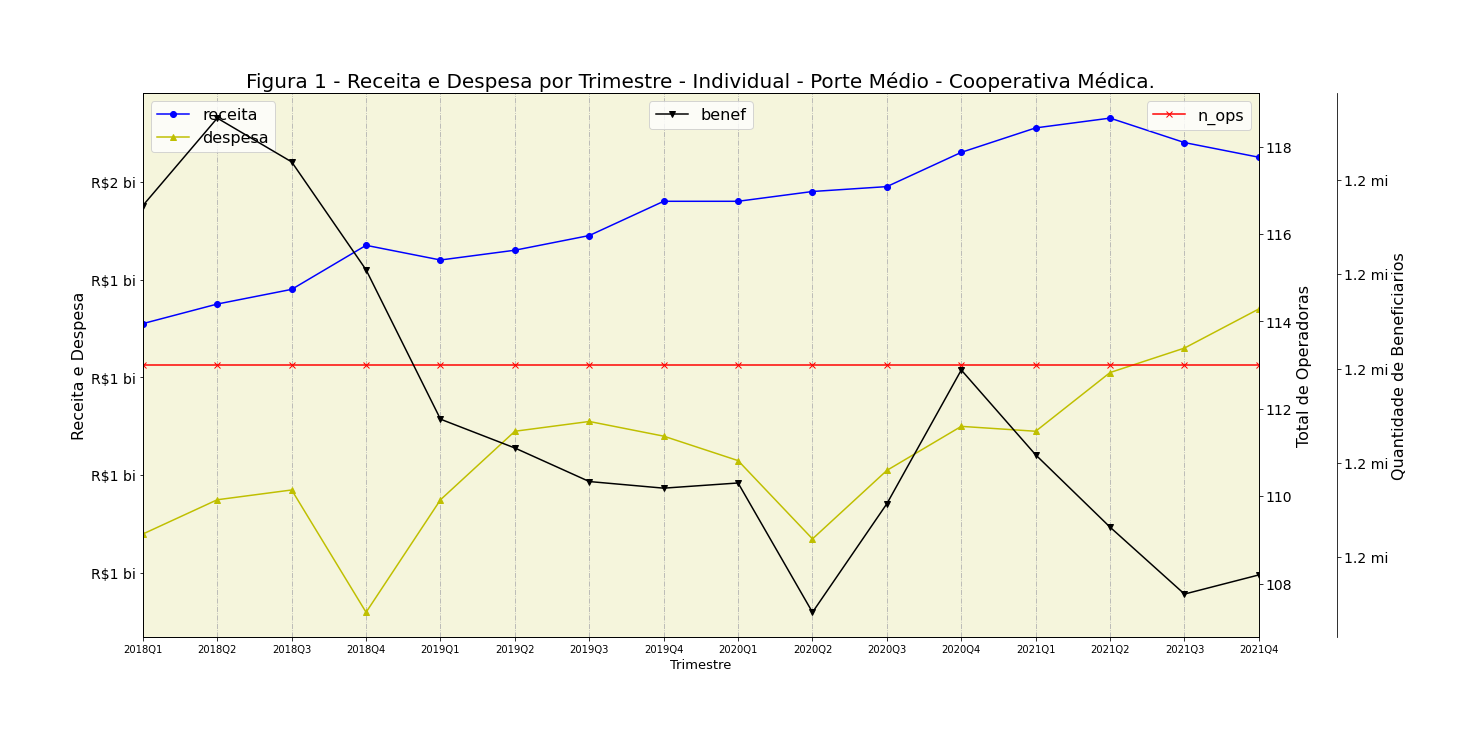 Figura 1 - Receita e Despesa por Trimestre - Individual - Porte Médio - Cooperativa Médica.
receita
despesa
benef
n_ops
R$2 bi
R$1 bi
R$1 bi
R$1 bi
R$1 bi
Receita e Despesa
118
116
114
112
110
108
Total de Operadoras
1.2 mi
1.2 mi
1.2 mi
1.2 mi
1.2 mi
Quantidade de Beneficiarios
2018Q1 2018Q2 2018Q3 2018Q4 2019Q1 2019Q2 2019Q3 2019Q4 2020Q1 2020Q2 2020Q3 2020Q4 2021Q1 2021Q2 2021Q3 2021Q4
Trimestre